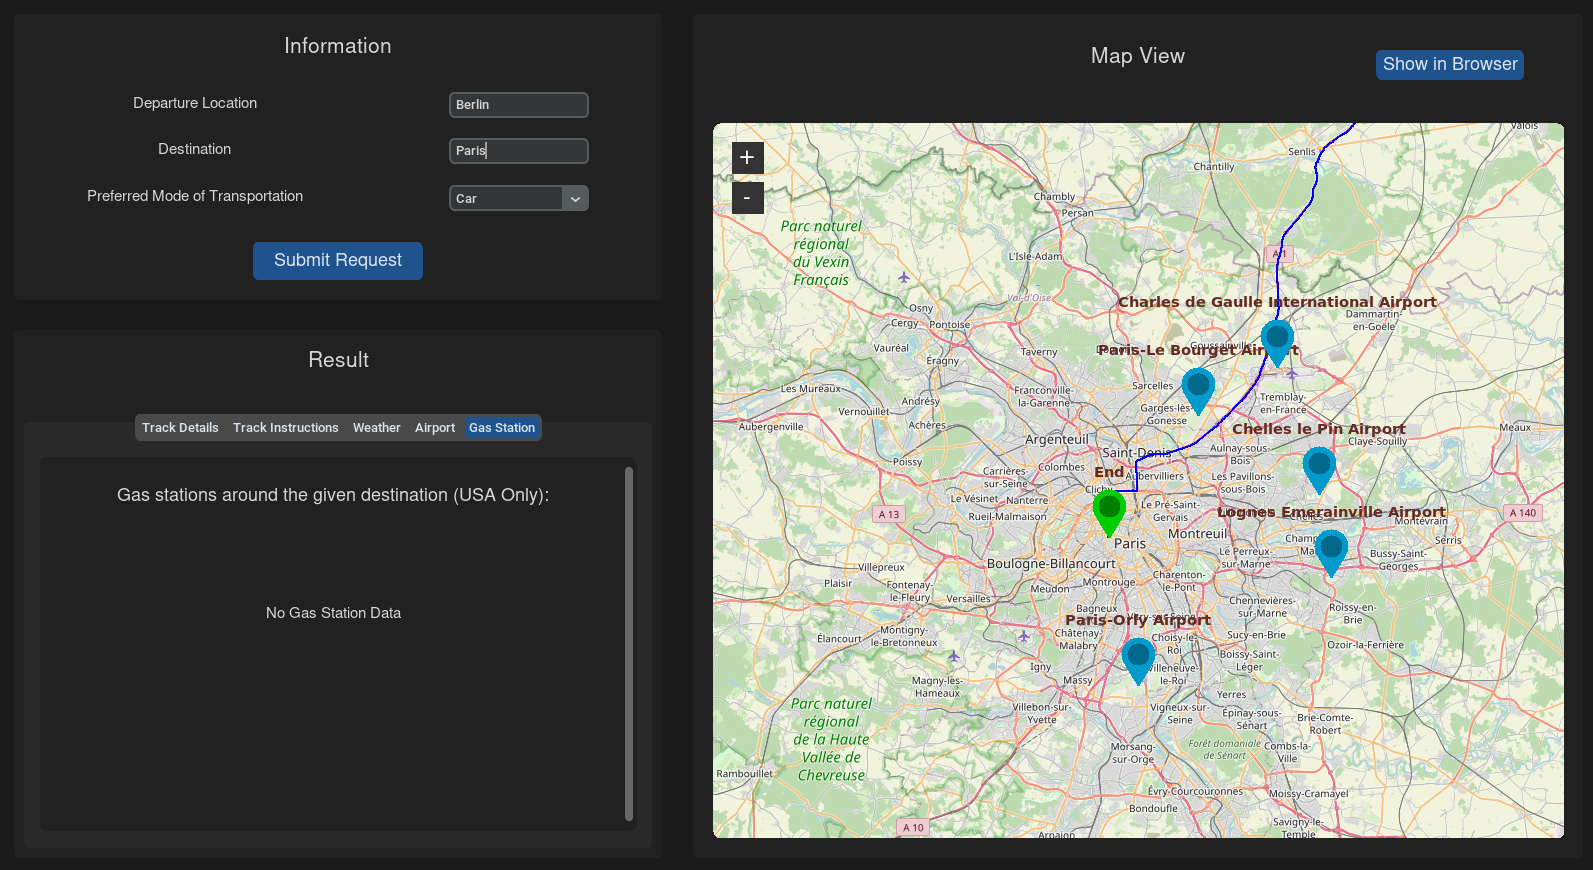 Information
Departure Location
Berlin
Destination
Paris
Preferred Mode of Transportation
Car
Submit Request
Result
Track Details
Track Instructions
Weather
Airport
Gas Station
Gas stations around the given destination (USA Only):
No Gas Station Data
Map View
Show in Browser
+
-
Valois
Senlis
Chantilly
Chambly
Persan
Parc naturel
régional
du Vexin
Français
L'Isle-Adam
A 1
Val-d'Oise
Charles de Gaulle International Airport
Osny
Cergy
Pontoise
Dammartin-
en-Goële
Vauréal
Taverny
Paris-Le Bourget Airport
Goussainville
Éragny
Les Mureaux
Franconville-
la-Garenne
Sarcelles
Andrésy
Vernouillet
Garges-lès-
Gonesse
Tremblay-
en-France
Aubergenville
Achères
Chelles le Pin Airport
Meaux
Argenteuil
Claye-Souilly
Saint-Denis
Aulnay-sous-
Bois
Poissy
Colombes
Carrières-
sur-Seine
End
Aubervilliers
Les Pavillons-
sous-Bois
Clichy
Le Vésinet
Nanterre
Rueil-Malmaison
Le Pré-Saint-
Gervais
A 13
Lognes Emerainville Airport
Chelles
Montévrain
A 140
Montreuil
Paris
Serris
Le Perreux-
sur-Marne
Bussy-Saint-
Georges
Boulogne-Billancourt
Villepreux
Plaisir
Fontenay-
le-Fleury
Versailles
Meudon
Montrouge
Charenton-
le-Pont
Bagneux
Chennevières-
sur-Marne
Roissy-en-
Brie
Vitry-sur-Seine
Paris-Orly Airport
Élancourt
Montigny-
le-Bretonneux
Châtenay-
Malabry
Choisy-le-
Roi
Sucy-en-Brie
Ozoir-la-Ferrière
Boissy-Saint-
Léger
Igny
Massy
Villeneuve-
le-Roi
Magny-les-
Hameaux
Yerres
Parc naturel
régional
de la Haute
Vallée de
Chevreuse
Villebon-sur-
Yvette
Vigneux-sur-
Seine
Épinay-sous-
Sénart
Brie-Comte-
Robert
Morsang-
sur-Orge
Forêt domaniale
de Sénart
Combs-la-
Ville
Rambouillet
Évry-Courcouronnes
Moissy-Cramayel
Bondoufle
A 10
Arpajon
Savigny-le-
Temple